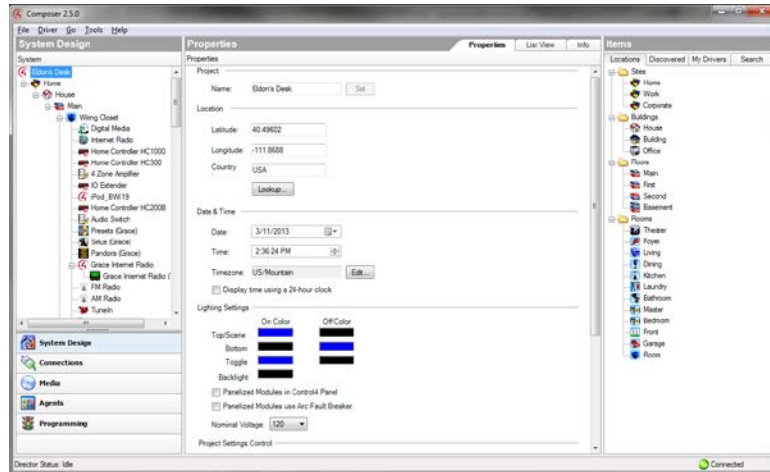 Composer 2.5.0
File Driver Go Tools Help
System Design
System
Eldon's Desk
Home
House
Main
Wiring Closet
Digital Media
Internet Radio
Home Controller HC1000
Home Controller HC300
4 Zone Amplifier
IO Extender
iPod_BWi19
Home Controller HC200B
Audio Switch
Presets (Grace)
Sirius (Grace)
Pandora (Grace)
Grace Internet Radio
Grace Internet Radio (
FM Radio
AM Radio
TuneIn
System Design
Connections
Media
Agents
Programming
Properties
Properties List View Info
Properties
Project
Name: Eldon's Desk Set
Location
Latitude: 40.49602
Longitude: -111.8688
Country USA
Lookup...
Date & Time
Date: 3/11/2013
Time: 2:36:24 PM
Timezone: US/Mountain Edit...
Display time using a 24-hour clock
Lighting Settings
On Color Off Color
Top/Scene
Bottom
Toggle
Backlight
Panelized Modules in Control4 Panel
Panelized Modules use Arc Fault Breaker
Nominal Voltage: 120
Project Settings Control
Items
Locations Discovered My Drivers Search
Sites
Home
Work
Corporate
Buildings
House
Building
Office
Floors
Main
First
Second
Basement
Rooms
Theater
Foyer
Living
Dining
Kitchen
Laundry
Bathroom
Master
Bedroom
Front
Garage
Room
Director Status: Idle
Connected